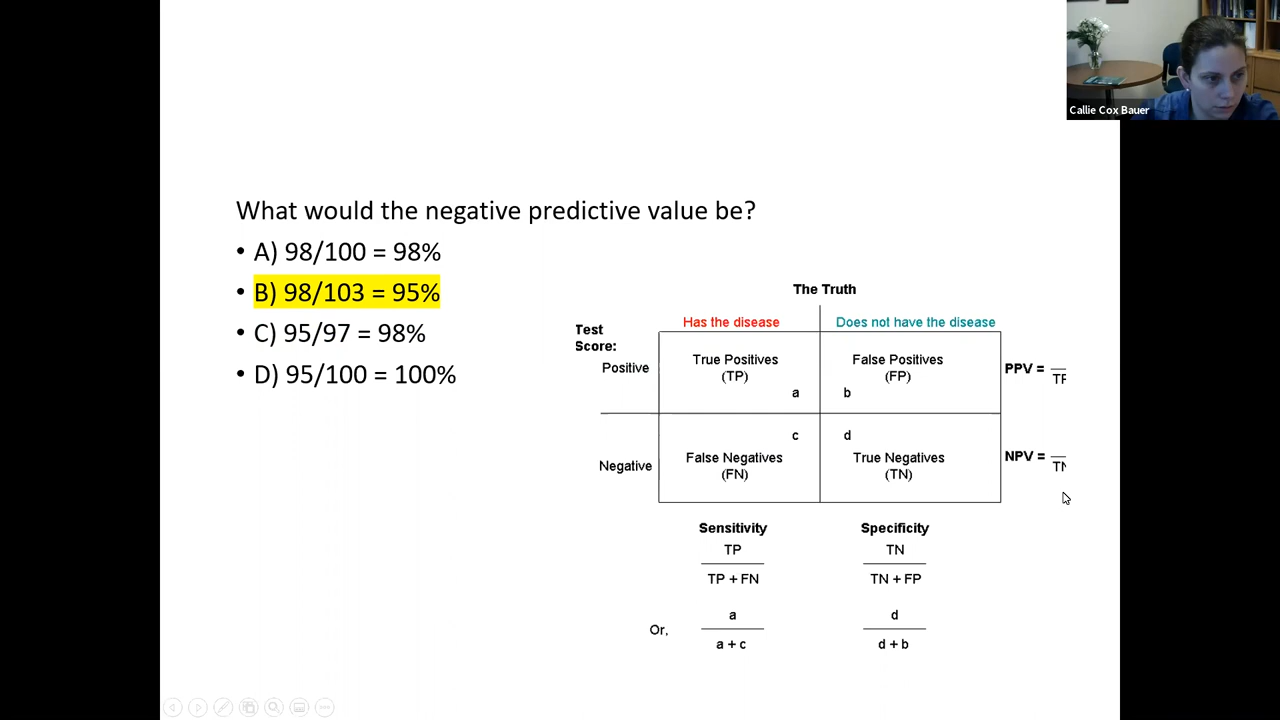 Callie Cox Bauer
What would the negative predictive value be?
• A) 98/100 = 98%
• B) 98/103 = 95%
• C) 95/97 = 98%
• D) 95/100 = 100%
The Truth
Test
Score:
Has the disease
Does not have the disease
Positive
True Positives
(TP)
a
False Positives
(FP)
b
PPV =
TP
Negative
c
False Negatives
(FN)
d
True Negatives
(TN)
NPV =
TN
Sensitivity
TP
TP + FN
Specificity
TN
TN + FP
Or,
a
a + c
d
d + b